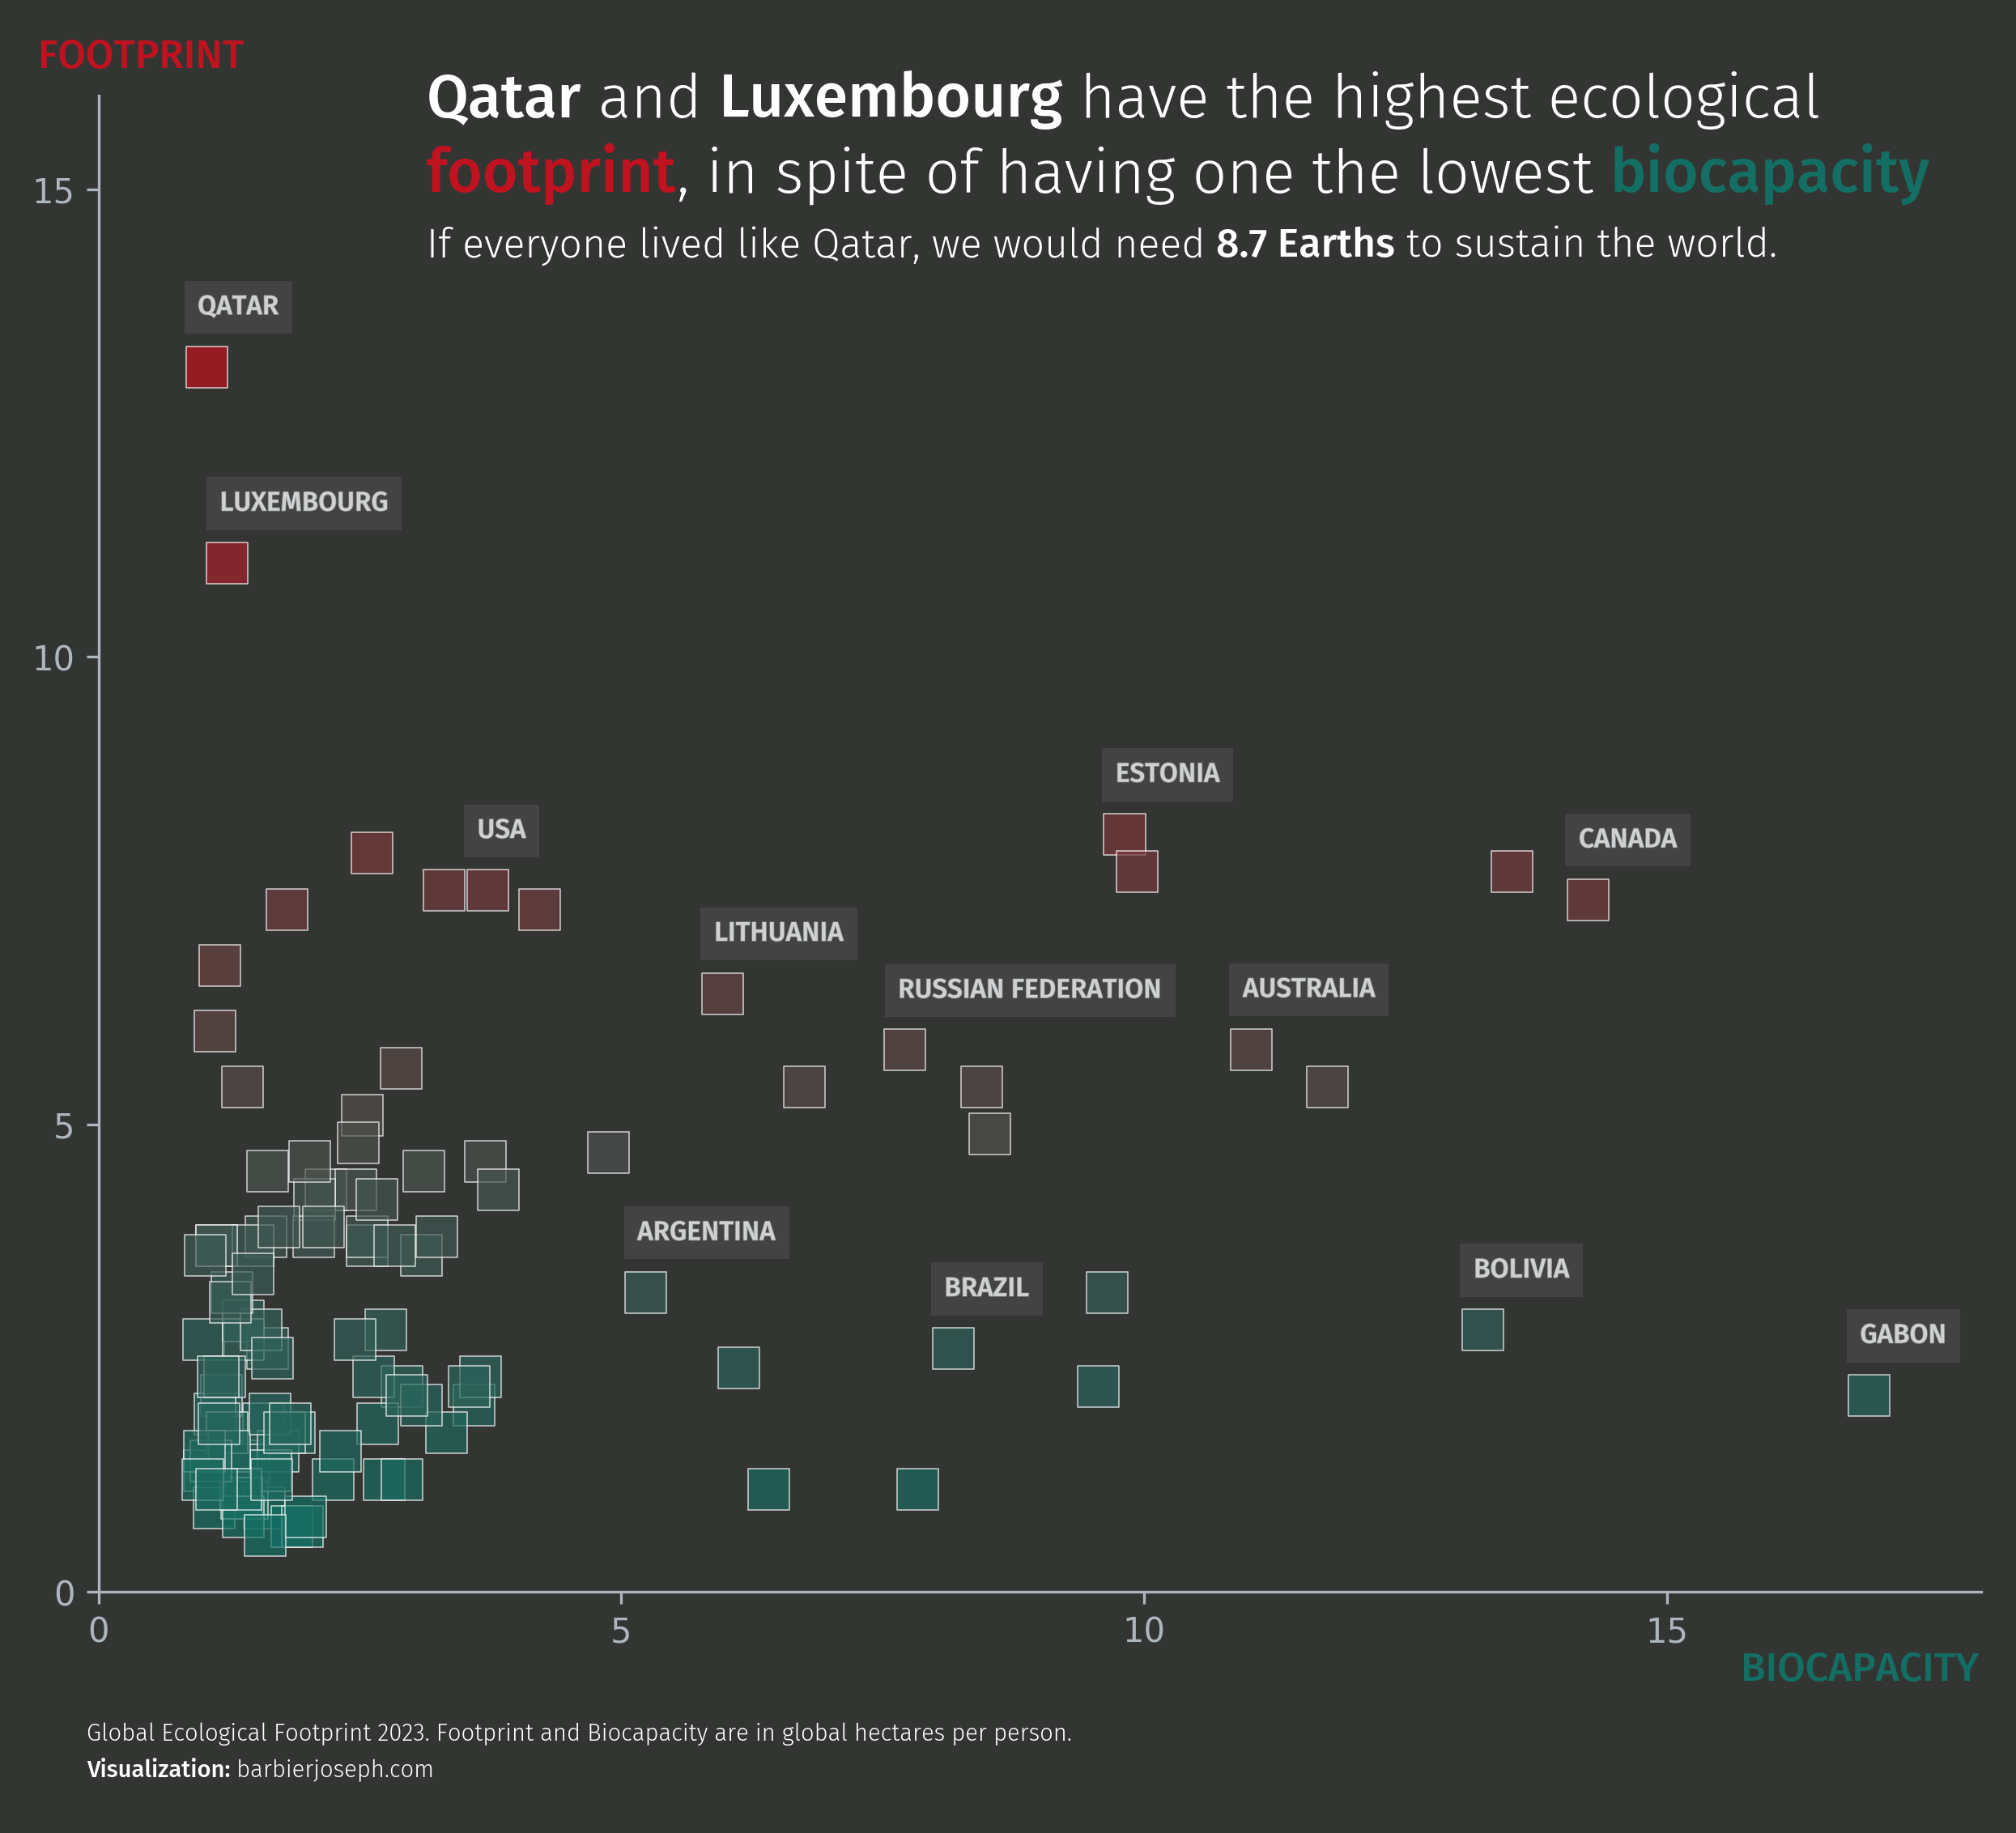 FOOTPRINT
Qatar and Luxembourg have the highest ecological
footprint, in spite of having one the lowest biocapacity
If everyone lived like Qatar, we would need 8.7 Earths to sustain the world.
15
QATAR
LUXEMBOURG
10
ESTONIA
USA
CANADA
LITHUANIA
RUSSIAN FEDERATION
AUSTRALIA
5
ARGENTINA
BRAZIL
BOLIVIA
GABON
0
0 5 10 15
BIOCAPACITY
Global Ecological Footprint 2023. Footprint and Biocapacity are in global hectares per person.
Visualization: barbierjoseph.com